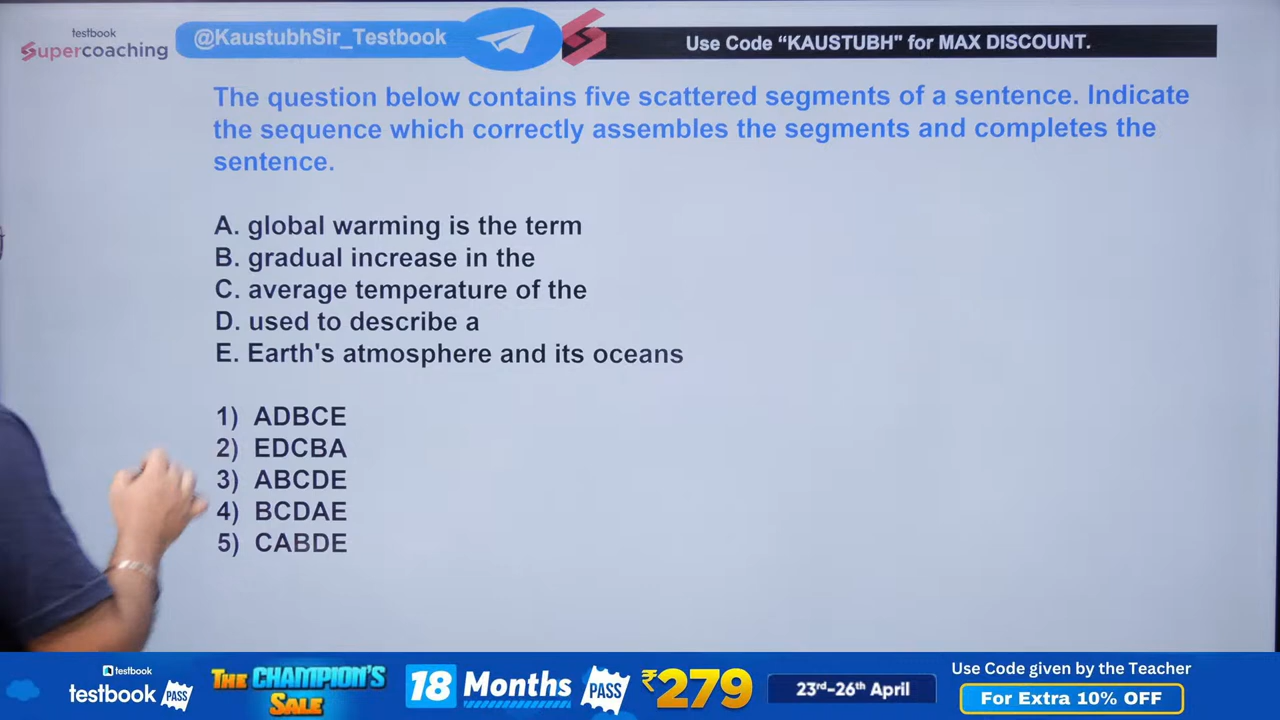 testbook
Supercoaching
@KaustubhSir_Testbook
Use Code “KAUSTUBH" for MAX DISCOUNT.
The question below contains five scattered segments of a sentence. Indicate
the sequence which correctly assembles the segments and completes the
sentence.
A. global warming is the term
B. gradual increase in the
C. average temperature of the
D. used to describe a
E. Earth's atmosphere and its oceans
1) ADBCE
2) EDCBA
3) ABCDE
4) BCDAE
5) CABDE
testbook
testbook PASS
THE CHAMPION'S
SALE
18 Months PASS ₹279
23rd-26th April
Use Code given by the Teacher
For Extra 10% OFF